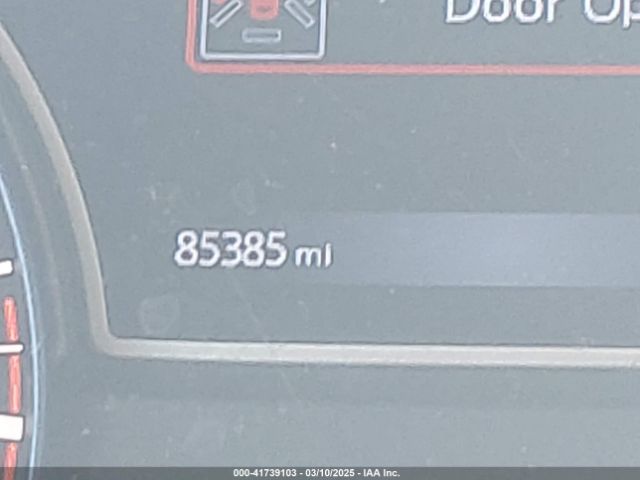 Door Op
85385 mi
000-41739103 - 03/10/2025 - IAA Inc.